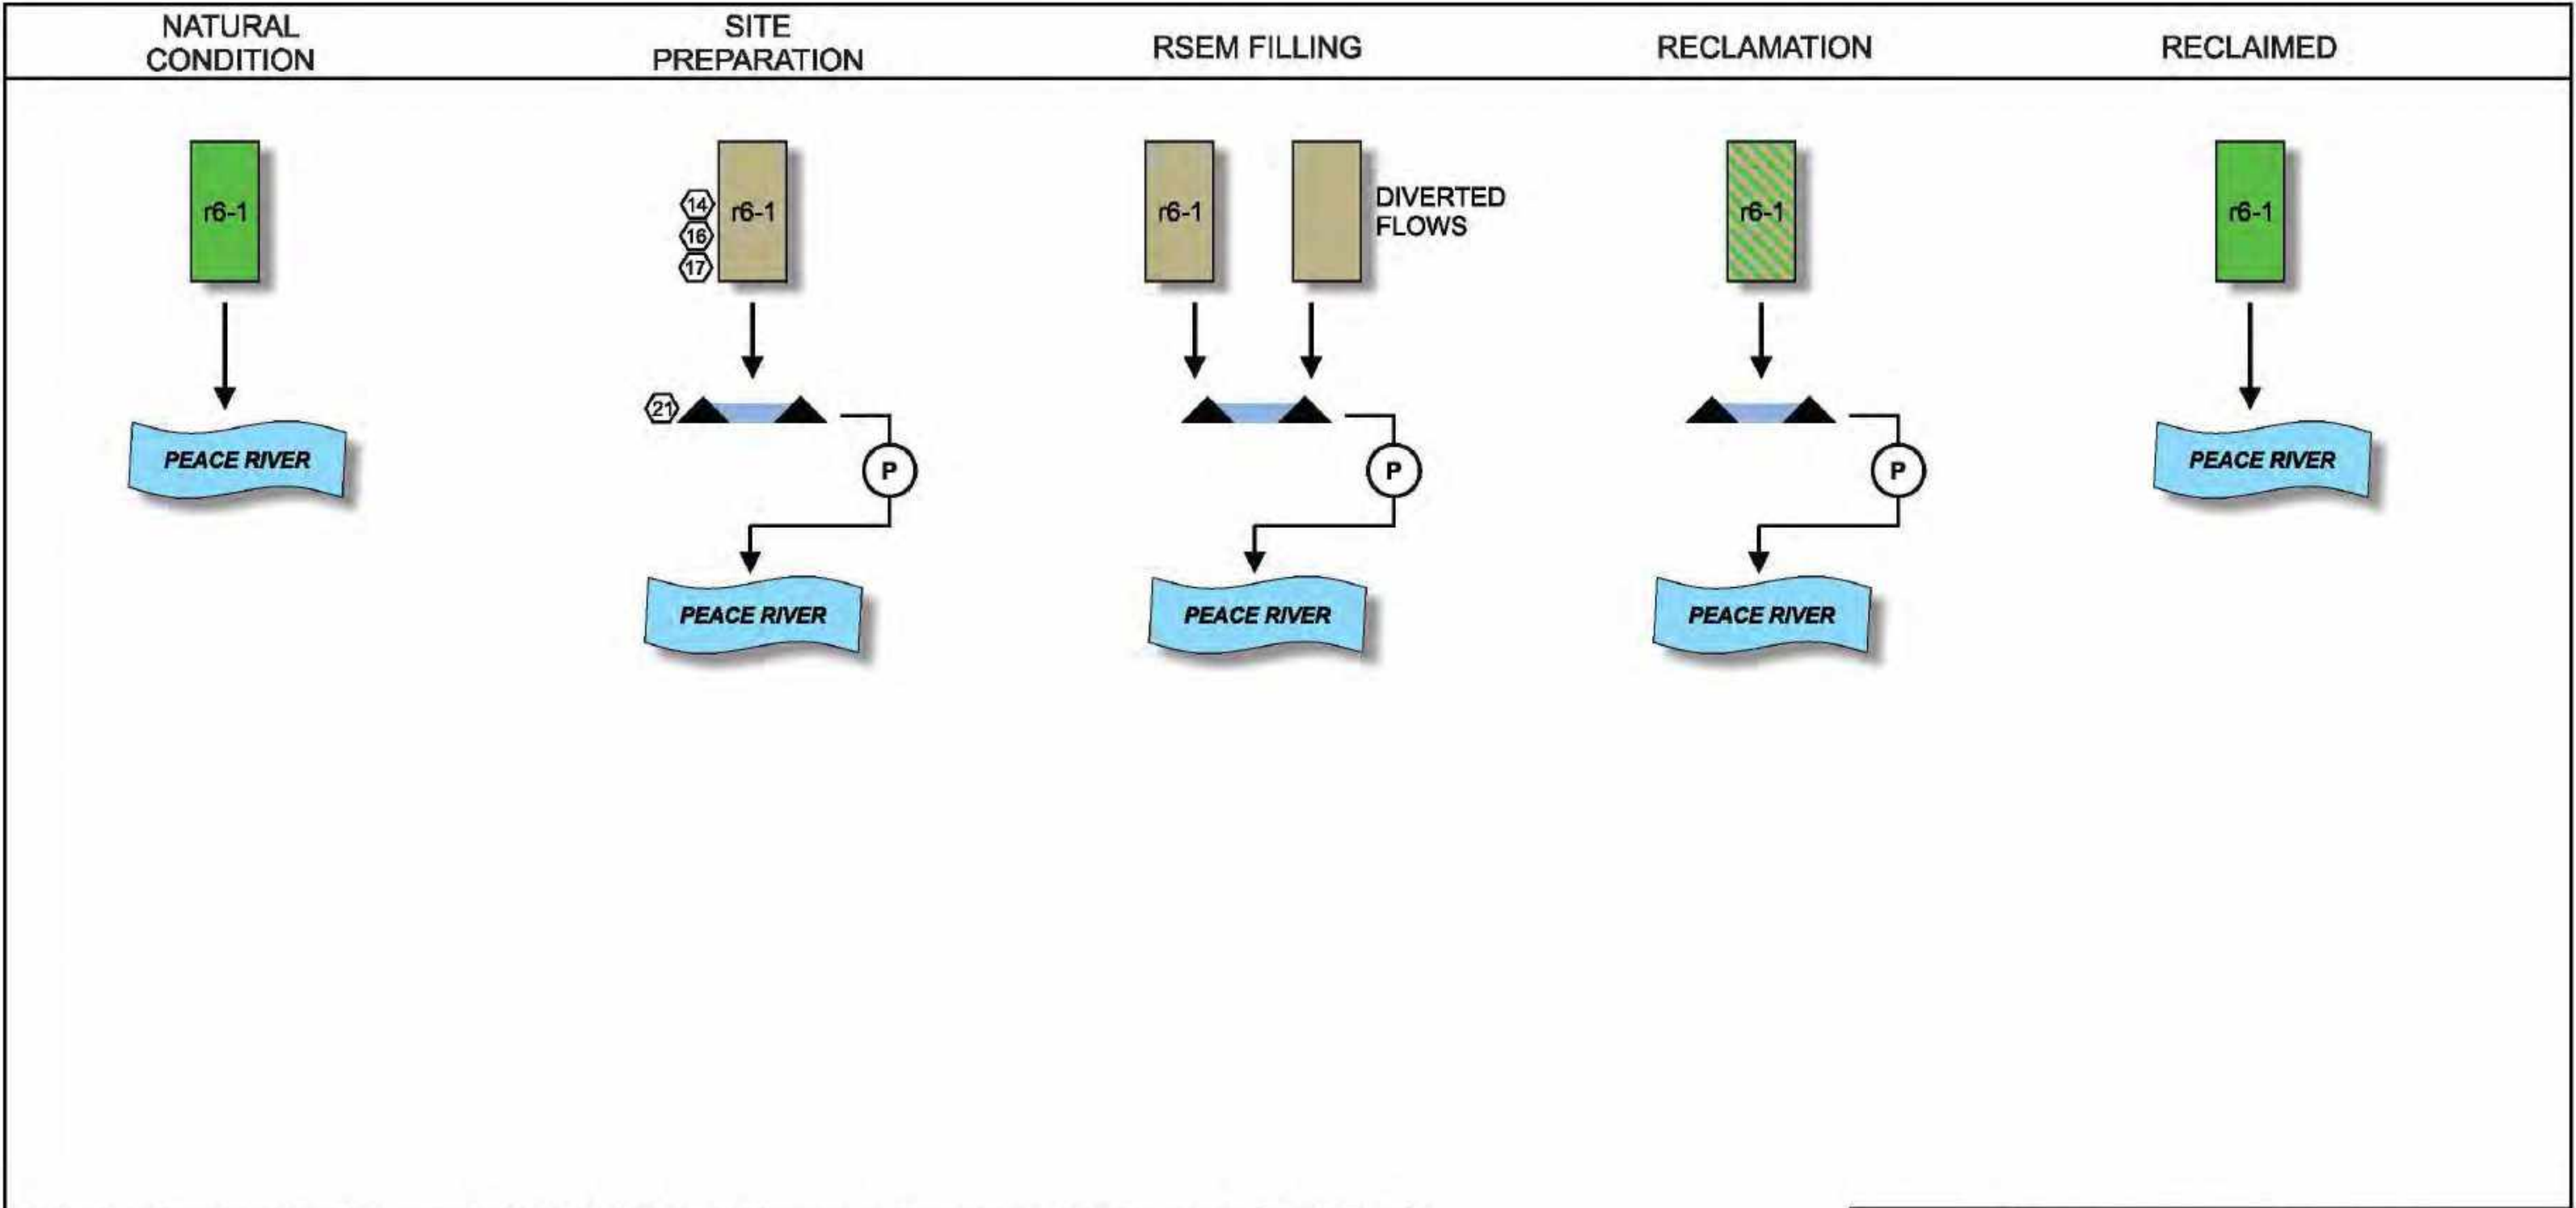 NATURAL
CONDITION
SITE
PREPARATION
RSEM FILLING
RECLAMATION
RECLAIMED
r6-1
14
16
17
r6-1
r6-1
DIVERTED
FLOWS
r6-1
r6-1
21
P
P
P
PEACE RIVER
PEACE RIVER
PEACE RIVER
PEACE RIVER
PEACE RIVER